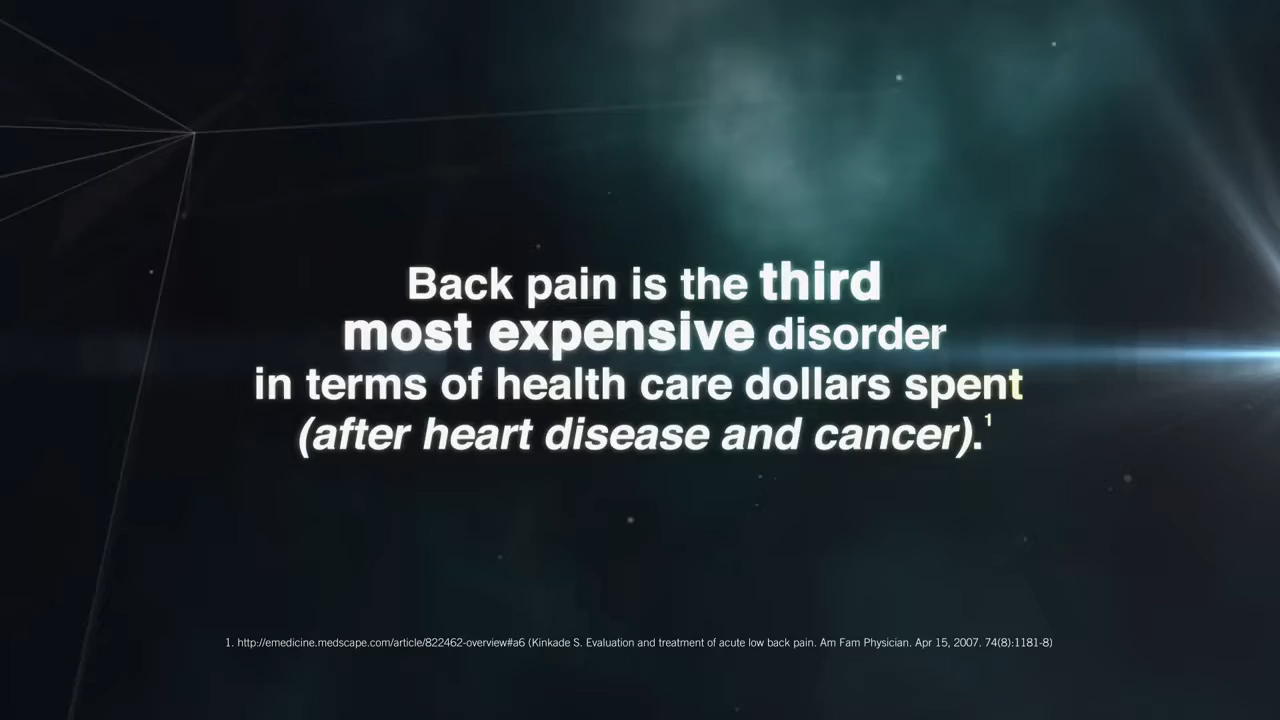 Back pain is the third
most expensive disorder
in terms of health care dollars spent
(after heart disease and cancer).1
1. http://emedicine.medscape.com/article/822462-overview#a6 (Kinkade S. Evaluation and treatment of acute low back pain. Am Fam Physician. Apr 15, 2007. 74(8):1181-8)